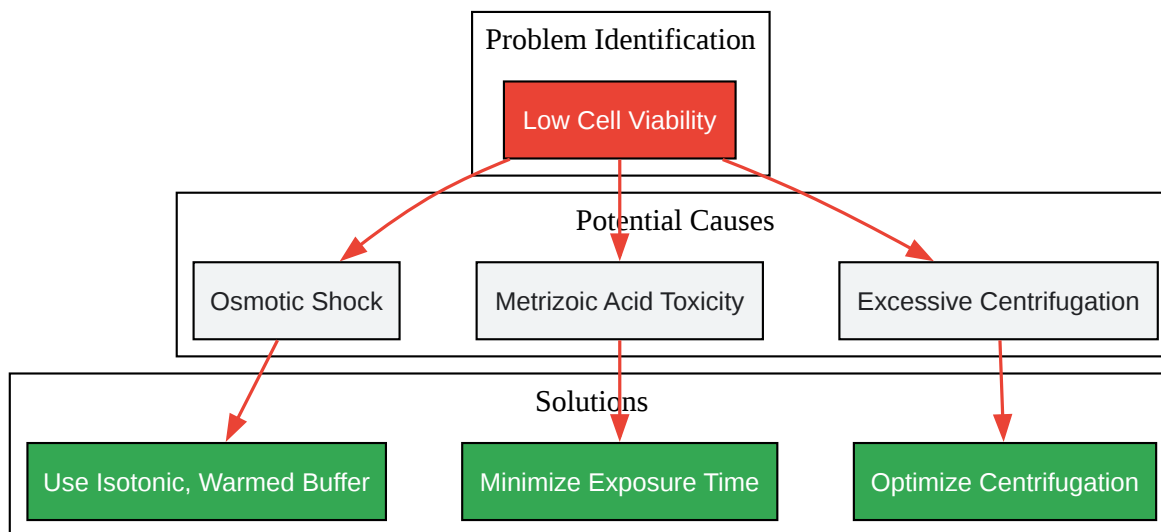 Problem Identification
Low Cell Viability
Potential Causes
Osmotic Shock
Metrizoic Acid Toxicity
Excessive Centrifugation
Solutions
Use Isotonic, Warmed Buffer
Minimize Exposure Time
Optimize Centrifugation